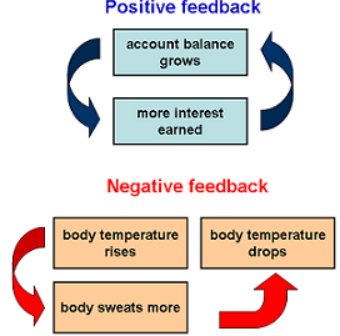 Positive feedback
account balance
grows
more interest
earned
Negative feedback
body temperature
rises
body temperature
drops
body sweats more